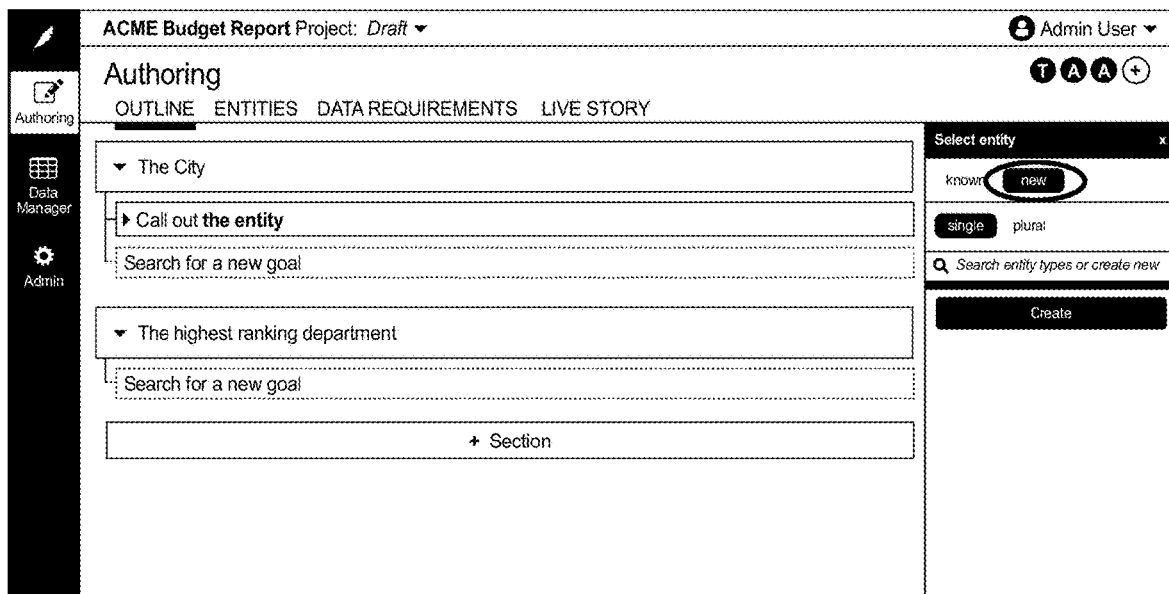 ACME Budget Report Project: Draft
Admin User
Authoring
T A A +
OUTLINE ENTITIES DATA REQUIREMENTS LIVE STORY
Authoring
Data
Manager
Admin
The City
Call out the entity
Search for a new goal
The highest ranking department
Search for a new goal
+ Section
Select entity x
known new
single plural
Search entity types or create new
Create